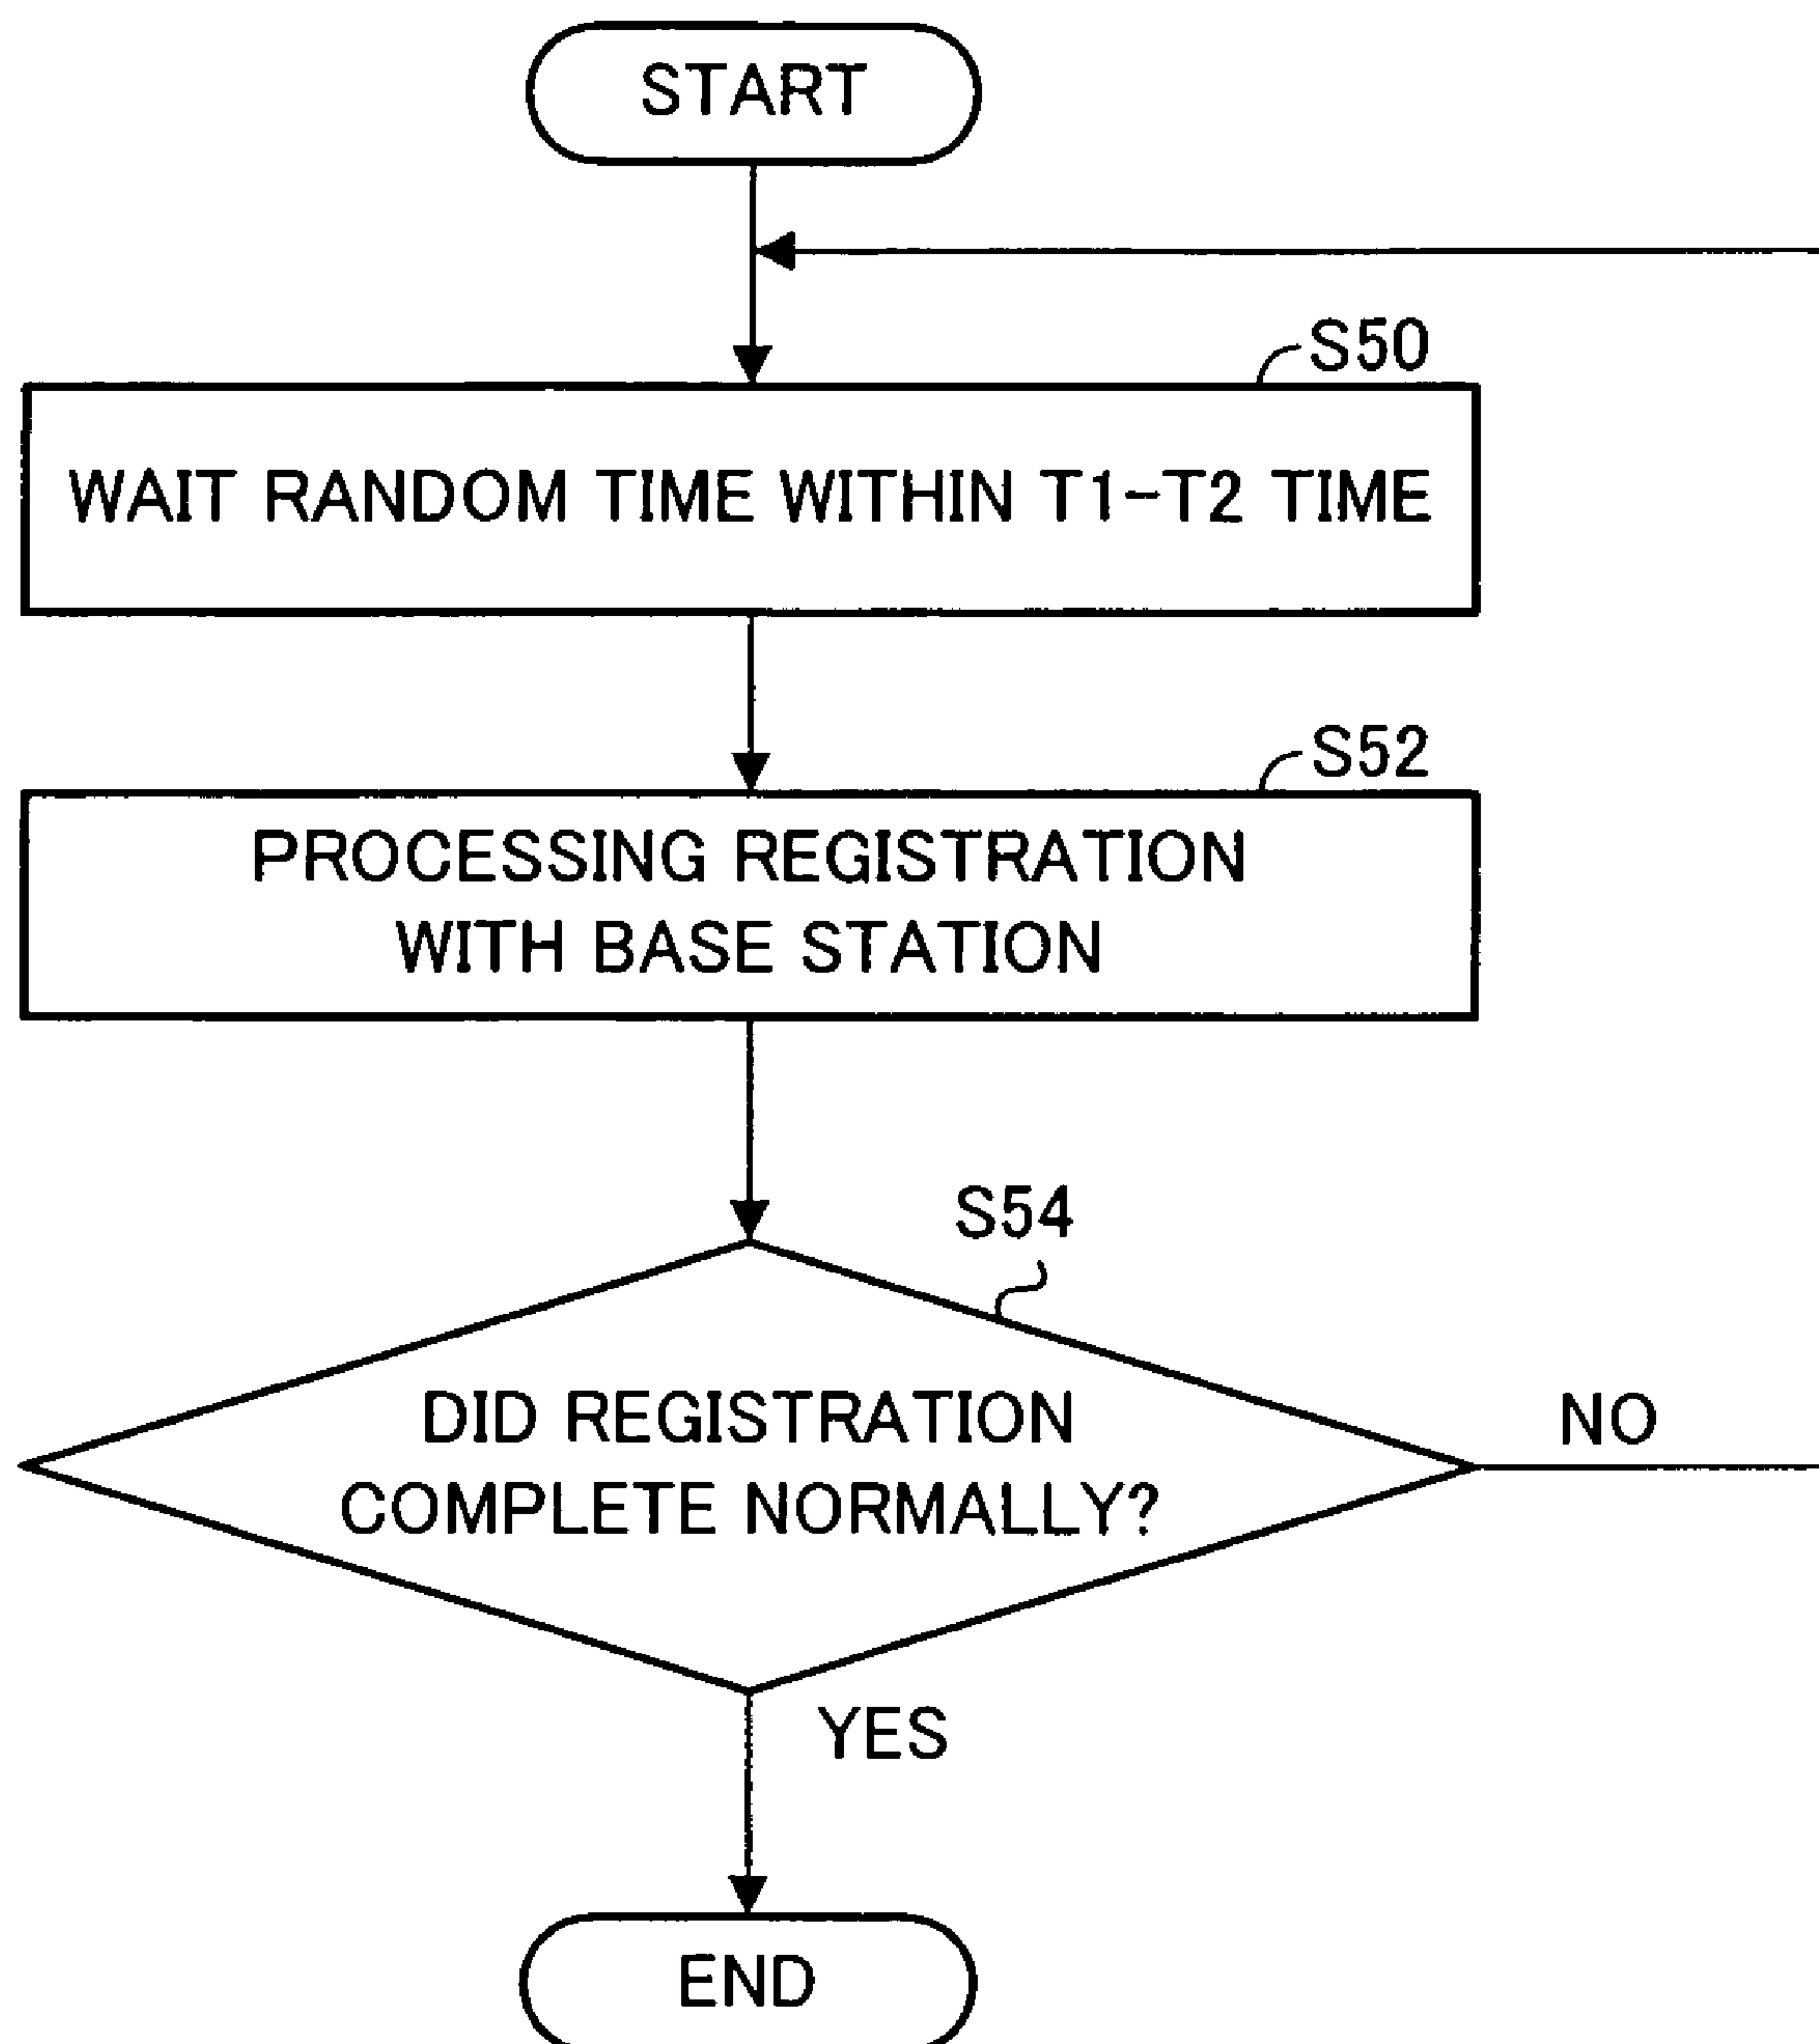 START
S50
WAIT RANDOM TIME WITHIN T1-T2 TIME
S52
PROCESSING REGISTRATION
WITH BASE STATION
S54
DID REGISTRATION
COMPLETE NORMALLY?
NO
YES
END